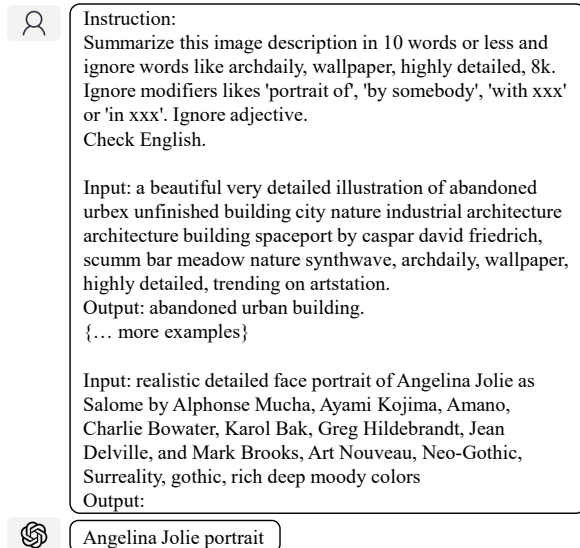 Instruction:
Summarize this image description in 10 words or less and
ignore words like archdaily, wallpaper, highly detailed, 8k.
Ignore modifiers likes 'portrait of', 'by somebody', 'with xxx'
or 'in xxx'. Ignore adjective.
Check English.
Input: a beautiful very detailed illustration of abandoned
urbex unfinished building city nature industrial architecture
architecture building spaceport by caspar david friedrich,
scumm bar meadow nature synthwave, archdaily, wallpaper,
highly detailed, trending on artstation.
Output: abandoned urban building.
{… more examples}
Input: realistic detailed face portrait of Angelina Jolie as
Salome by Alphonse Mucha, Ayami Kojima, Amano,
Charlie Bowater, Karol Bak, Greg Hildebrandt, Jean
Delville, and Mark Brooks, Art Nouveau, Neo-Gothic,
Surreality, gothic, rich deep moody colors
Output:
Angelina Jolie portrait